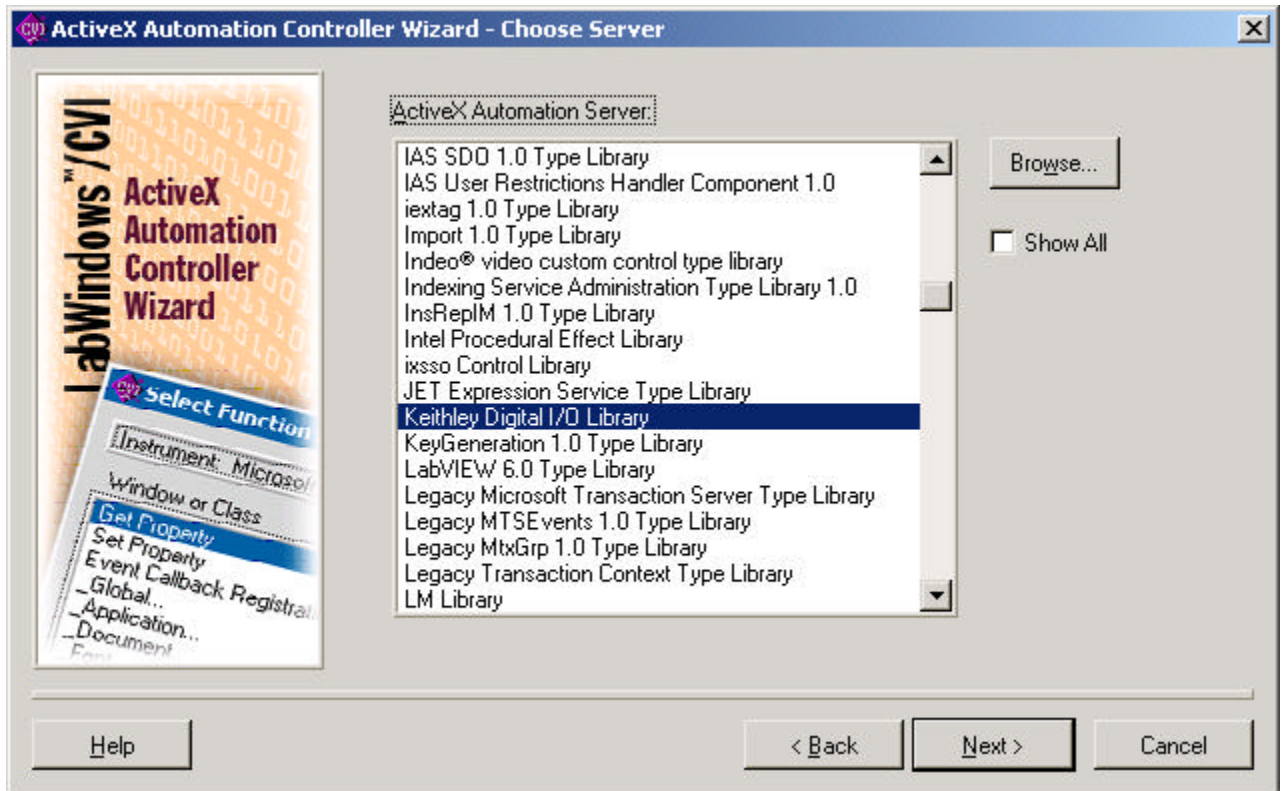 CVI ActiveX Automation Controller Wizard - Choose Server
LabWindows™/CVI
ActiveX
Automation
Controller
Wizard
CVI Select Function
Instrument: Microsof
Window or Class
Get Property
Set Property
Event Callback Registrat
_Global...
_Application...
_Document
_Font
ActiveX Automation Server:
IAS SDO 1.0 Type Library
IAS User Restrictions Handler Component 1.0
iextag 1.0 Type Library
Import 1.0 Type Library
Indeo® video custom control type library
Indexing Service Administration Type Library 1.0
InsRepIM 1.0 Type Library
Intel Procedural Effect Library
ixsso Control Library
JET Expression Service Type Library
Keithley Digital I/O Library
KeyGeneration 1.0 Type Library
LabVIEW 6.0 Type Library
Legacy Microsoft Transaction Server Type Library
Legacy MTSEvents 1.0 Type Library
Legacy MtxGrp 1.0 Type Library
Legacy Transaction Context Type Library
LM Library
Browse...
Show All
Help
< Back
Next >
Cancel